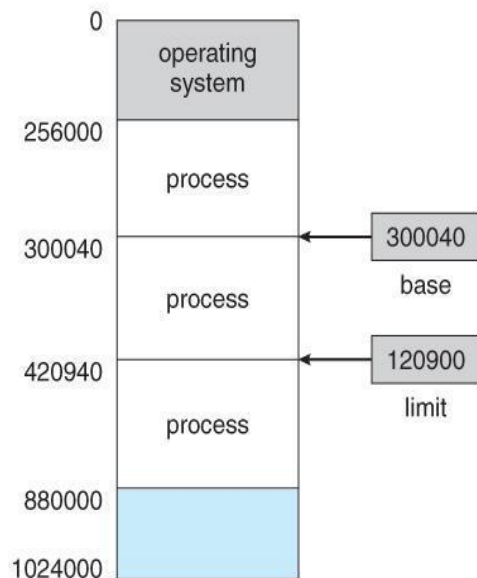 0
operating
system
256000
process
300040
300040
base
process
420940
120900
limit
process
880000
1024000